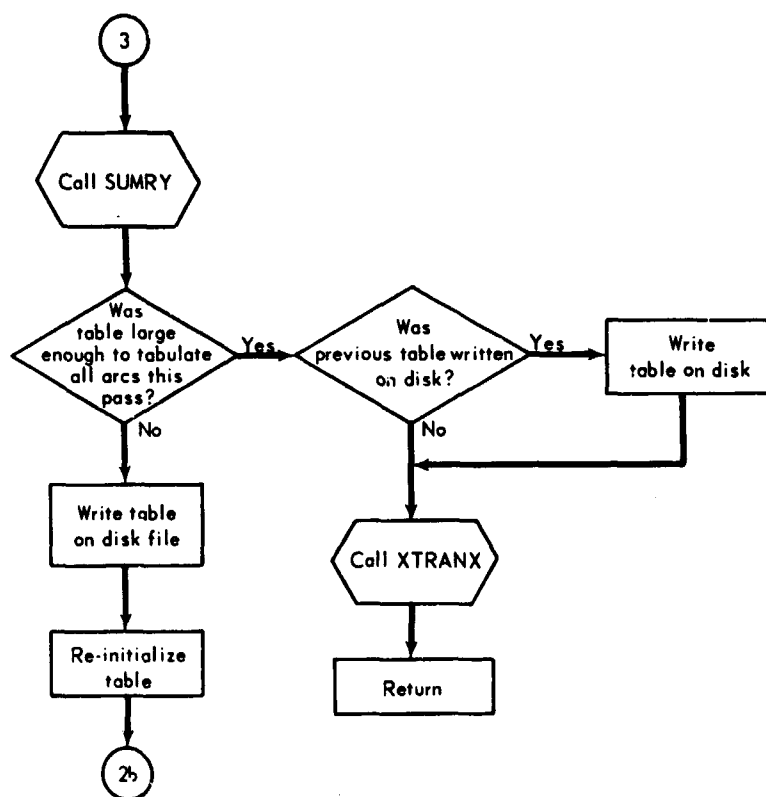 3
Call SUMRY
Was
table large
enough to tabulate
all arcs this
pass?
Yes
Was
previous table written
on disk?
Yes
Write
table on disk
No
No
Write table
on disk file
Call XTRANX
Re-initialize
table
Return
2b